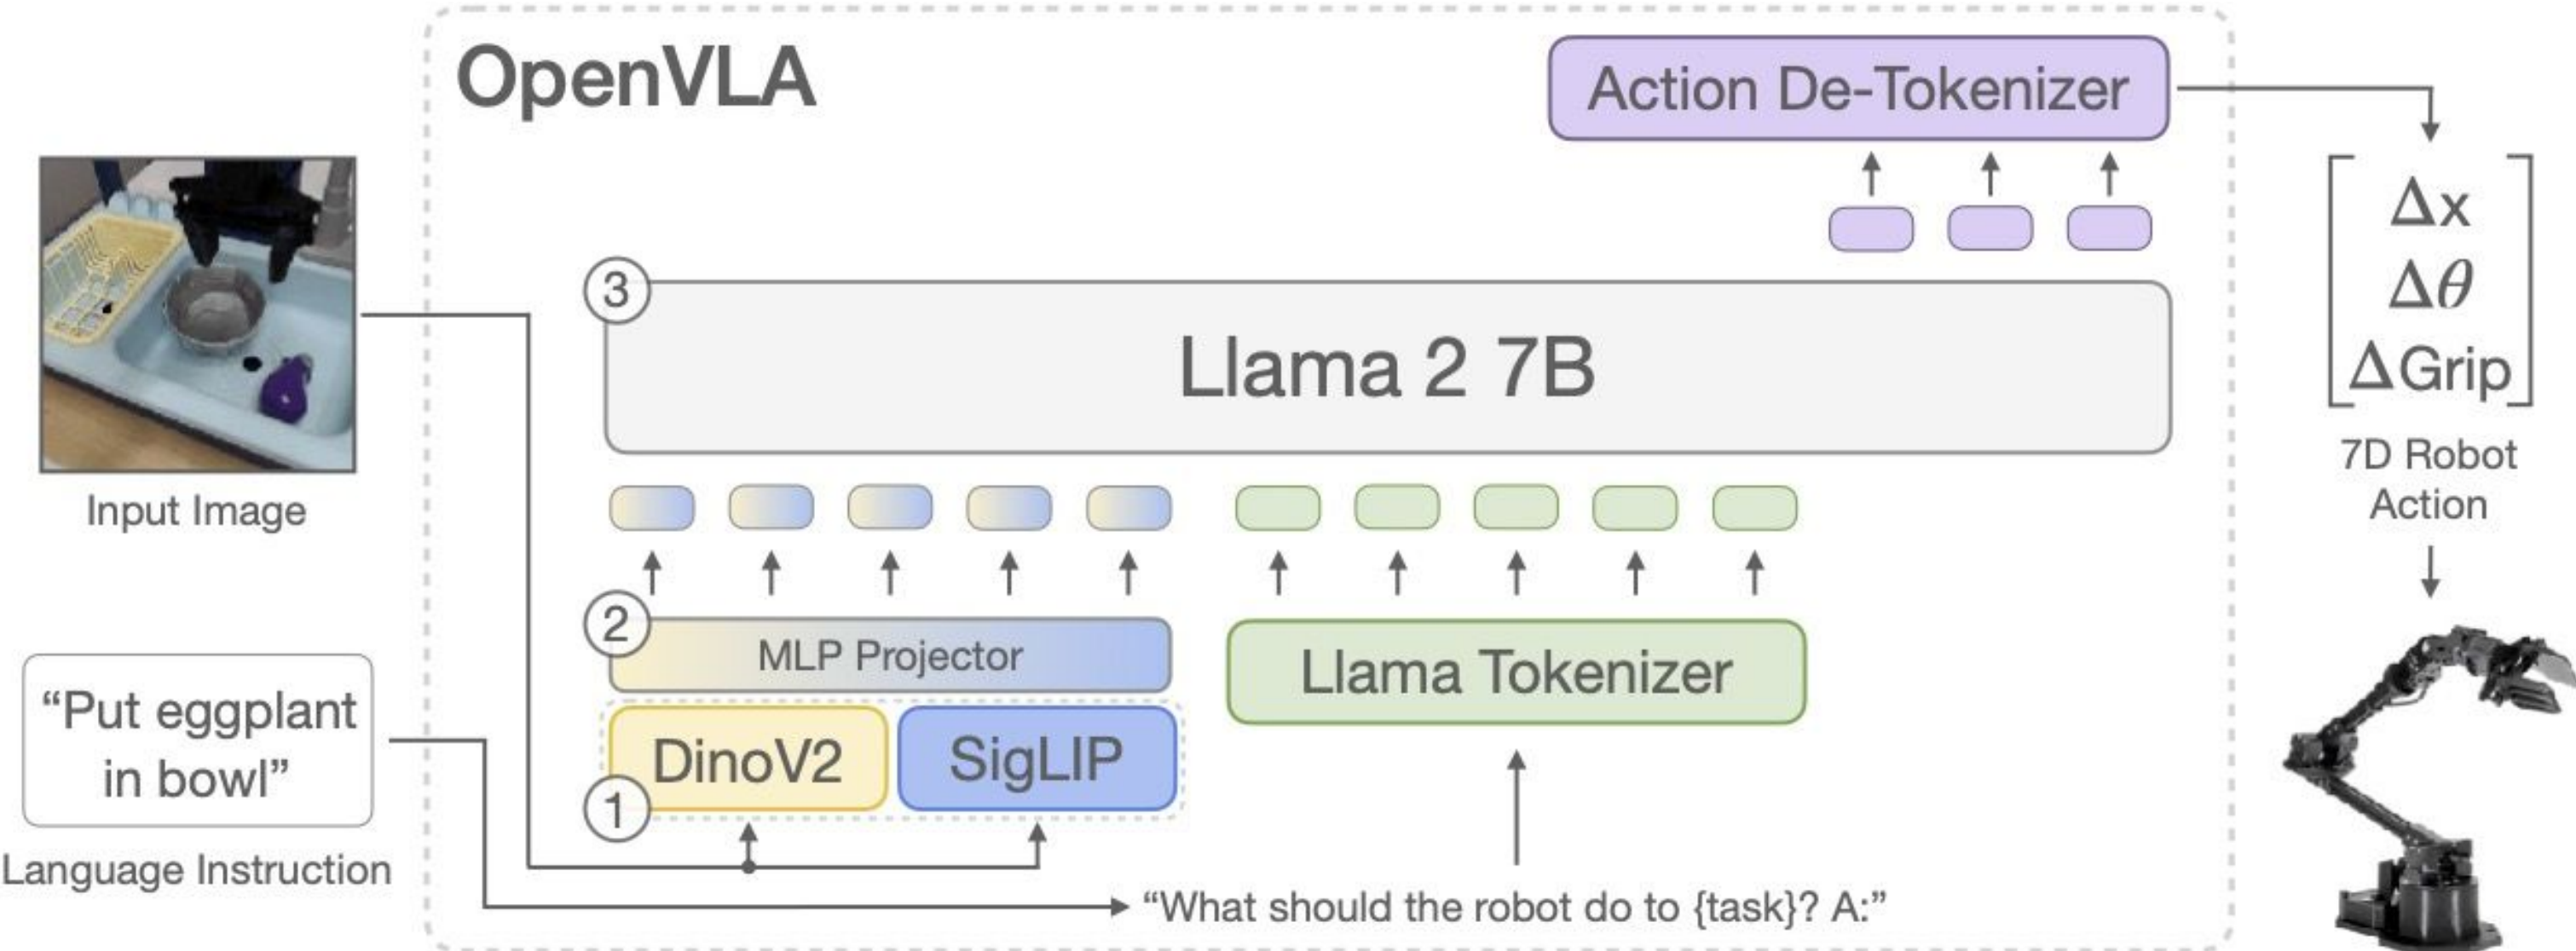 OpenVLA
Action De-Tokenizer
Δx
Δθ
ΔGrip
7D Robot
Action
Input Image
3
Llama 2 7B
2
MLP Projector
Llama Tokenizer
1
DinoV2
SigLIP
“Put eggplant
in bowl”
Language Instruction
“What should the robot do to {task}? A:”